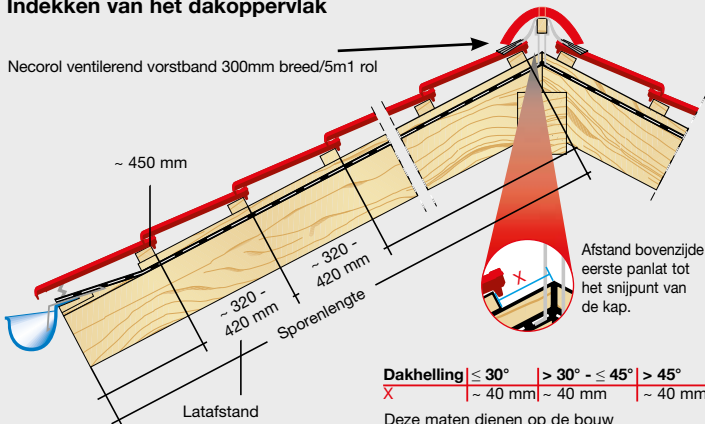 Indekken van het dakoppervlak
Necorol ventilerend vorstband 300mm breed/5m1 rol
~ 450 mm
~ 320 -
420 mm
~ 320 -
420 mm
Sporenlengte
Latafstand
X
Afstand bovenzijde
eerste panlat tot
het snijpunt van
de kap.
Dakhelling ≤ 30° > 30° - ≤ 45° > 45°
X ~ 40 mm ~ 40 mm ~ 40 mm
Deze maten dienen op de bouw